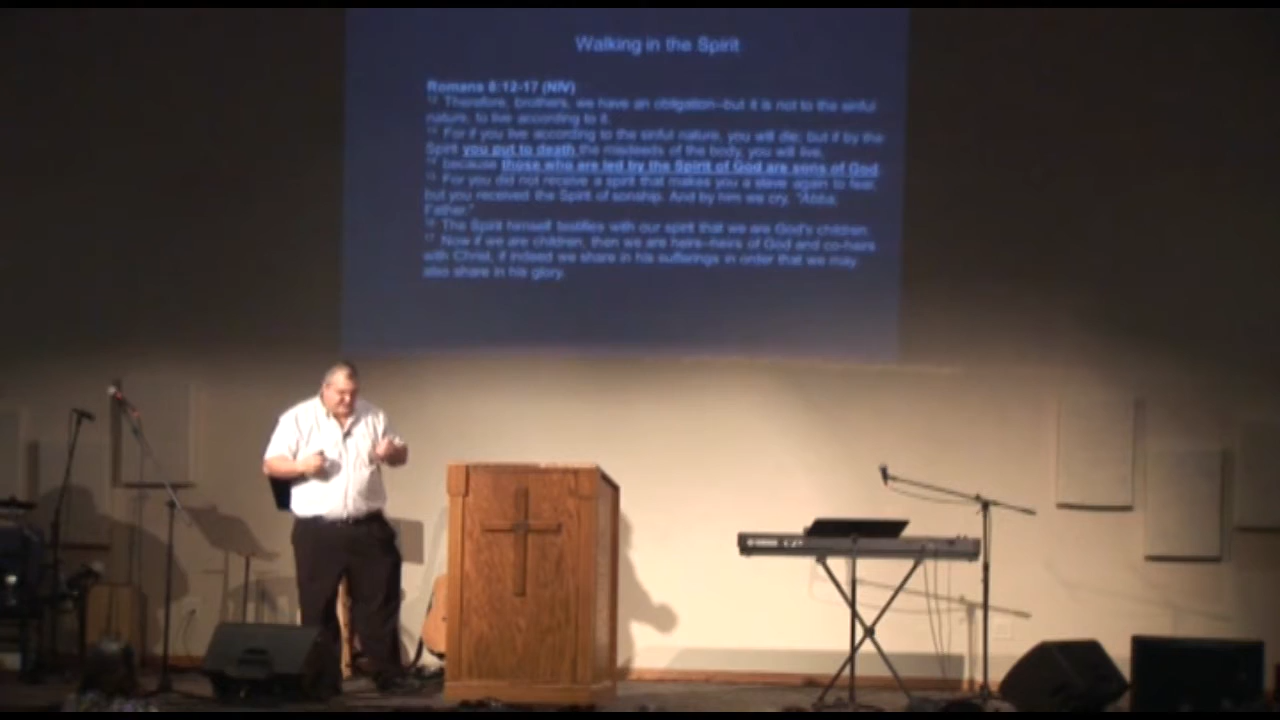 Walking in the Spirit
Romans 8:12-17 (NIV)
12 Therefore, brothers, we have an obligation--but it is not to the sinful
nature, to live according to it.
13 For if you live according to the sinful nature, you will die; but if by the
Spirit you put to death the misdeeds of the body, you will live,
14 because those who are led by the Spirit of God are sons of God.
15 For you did not receive a spirit that makes you a slave again to fear,
but you received the Spirit of sonship. And by him we cry, "Abba,
Father."
16 The Spirit himself testifies with our spirit that we are God's children.
17 Now if we are children, then we are heirs--heirs of God and co-heirs
with Christ, if indeed we share in his sufferings in order that we may
also share in his glory.